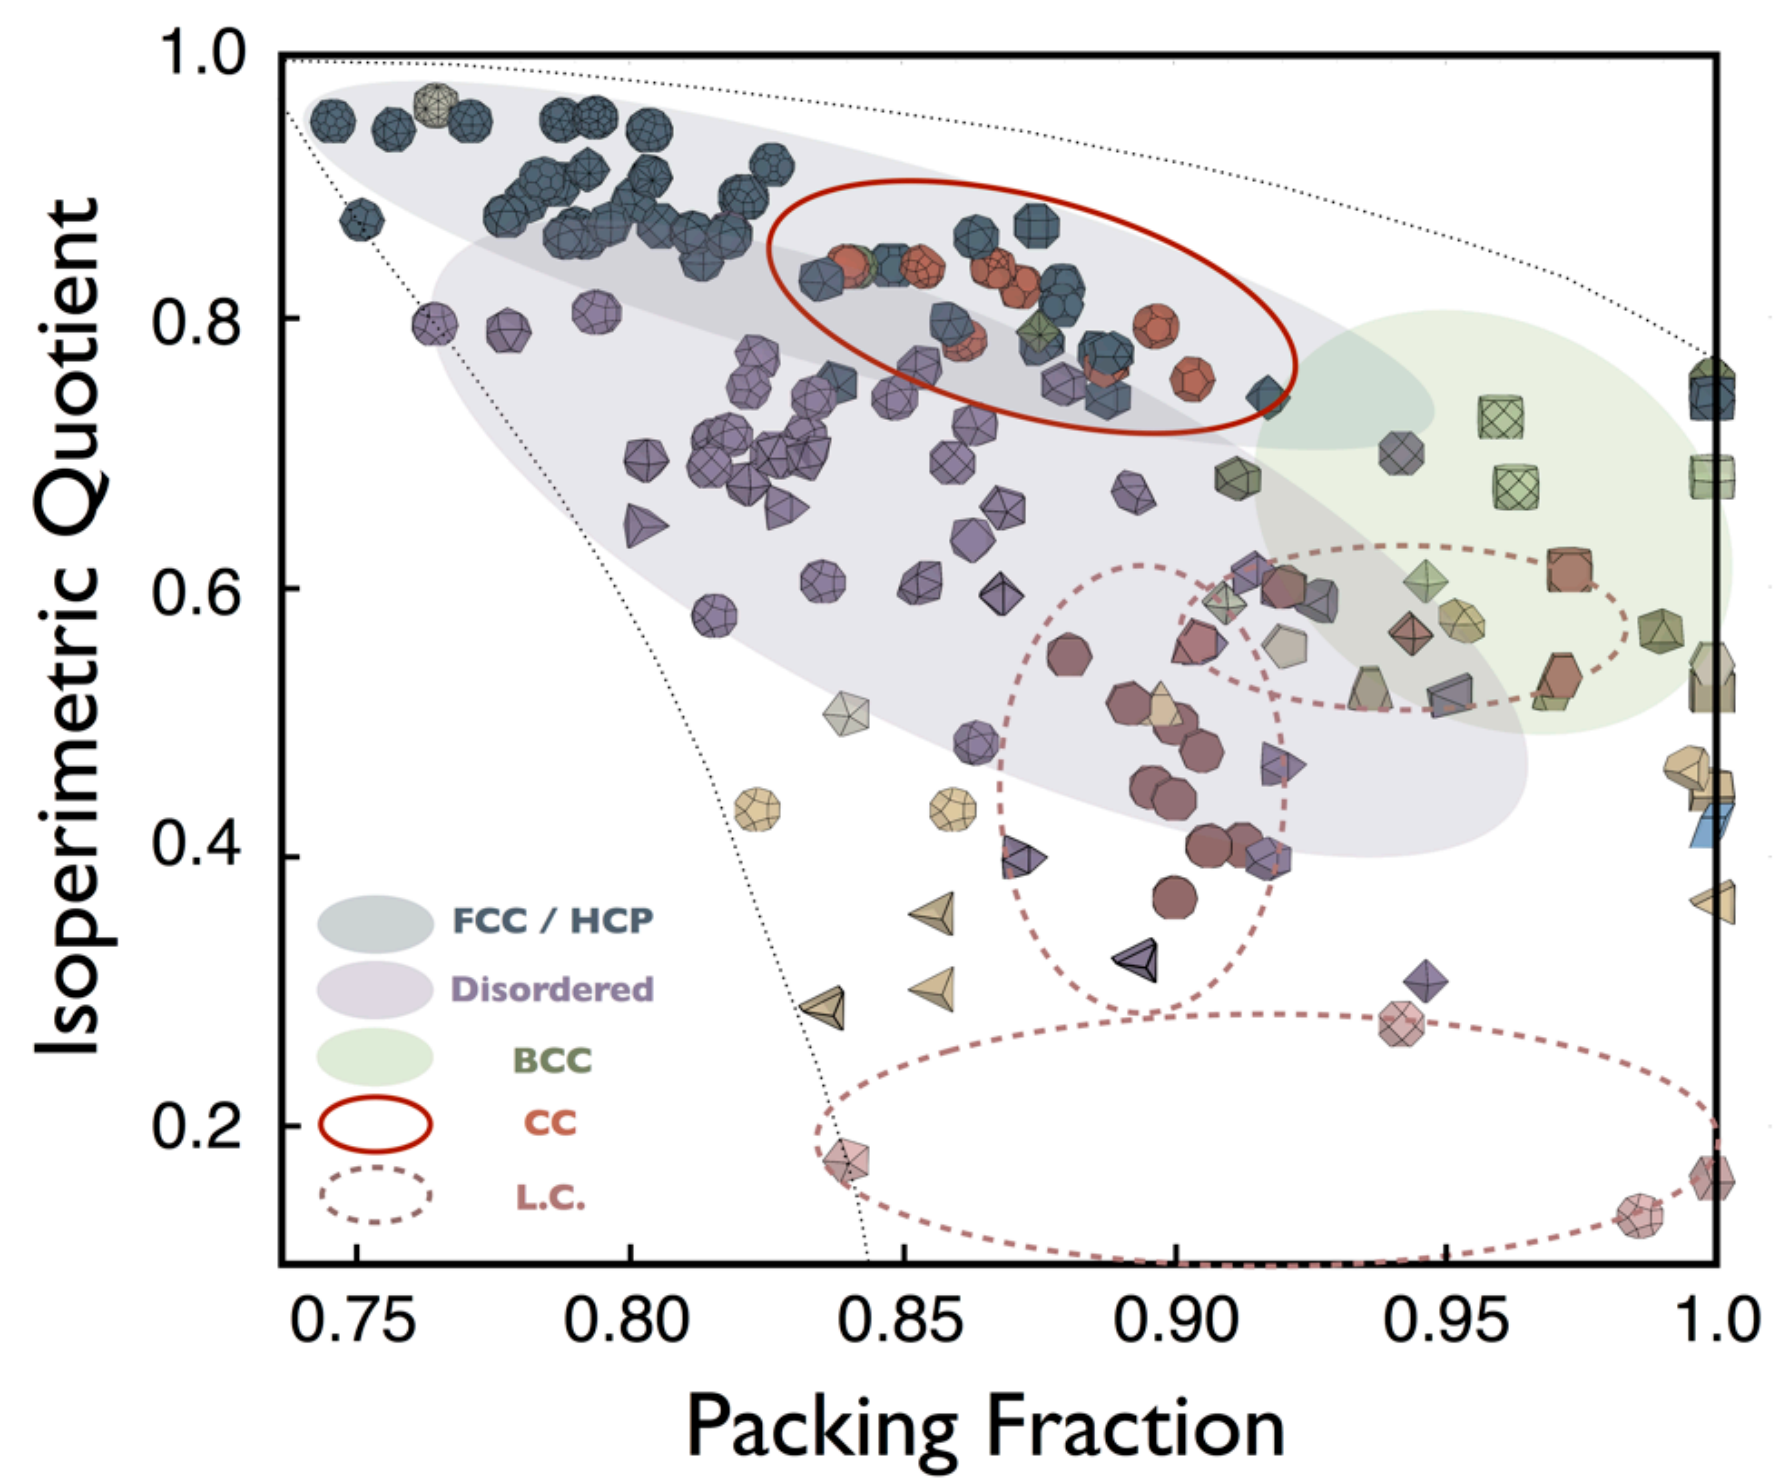 Isoperimetric Quotient
1.0
0.8
0.6
0.4
0.2
FCC / HCP
Disordered
BCC
CC
L.C.
0.75 0.80 0.85 0.90 0.95 1.0
Packing Fraction